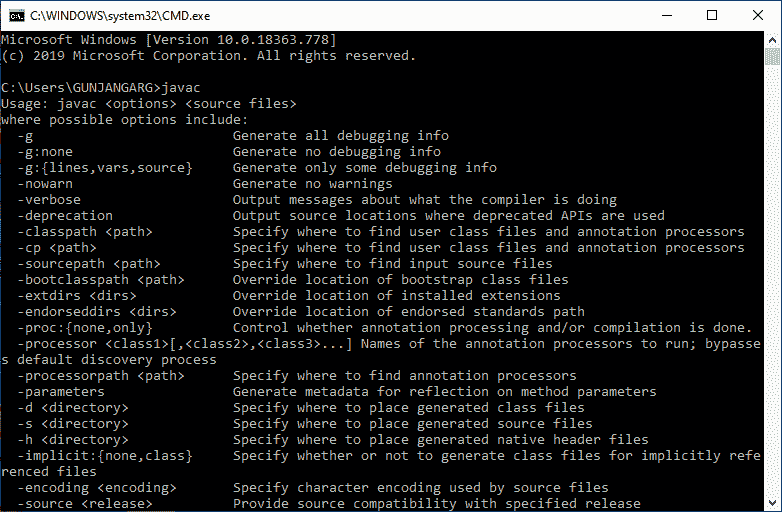 C:\WINDOWS\system32\CMD.exe
Microsoft Windows [Version 10.0.18363.778]
(c) 2019 Microsoft Corporation. All rights reserved.
C:\Users\GUNJANGARG>javac
Usage: javac <options> <source files>
where possible options include:
  -g                         Generate all debugging info
  -g:none                    Generate no debugging info
  -g:{lines,vars,source}     Generate only some debugging info
  -nowarn                    Generate no warnings
  -verbose                   Output messages about what the compiler is doing
  -deprecation               Output source locations where deprecated APIs are used
  -classpath <path>          Specify where to find user class files and annotation processors
  -cp <path>                 Specify where to find user class files and annotation processors
  -sourcepath <path>         Specify where to find input source files
  -bootclasspath <path>      Override location of bootstrap class files
  -extdirs <dirs>            Override location of installed extensions
  -endorseddirs <dirs>       Override location of endorsed standards path
  -proc:{none,only}          Control whether annotation processing and/or compilation is done.
  -processor <class1>[,<class2>,<class3>...] Names of the annotation processors to run; bypasse
s default discovery process
  -processorpath <path>      Specify where to find annotation processors
  -parameters                Generate metadata for reflection on method parameters
  -d <directory>             Specify where to place generated class files
  -s <directory>             Specify where to place generated source files
  -h <directory>             Specify where to place generated native header files
  -implicit:{none,class}     Specify whether or not to generate class files for implicitly refe
renced files
  -encoding <encoding>       Specify character encoding used by source files
  -source <release>          Provide source compatibility with specified release